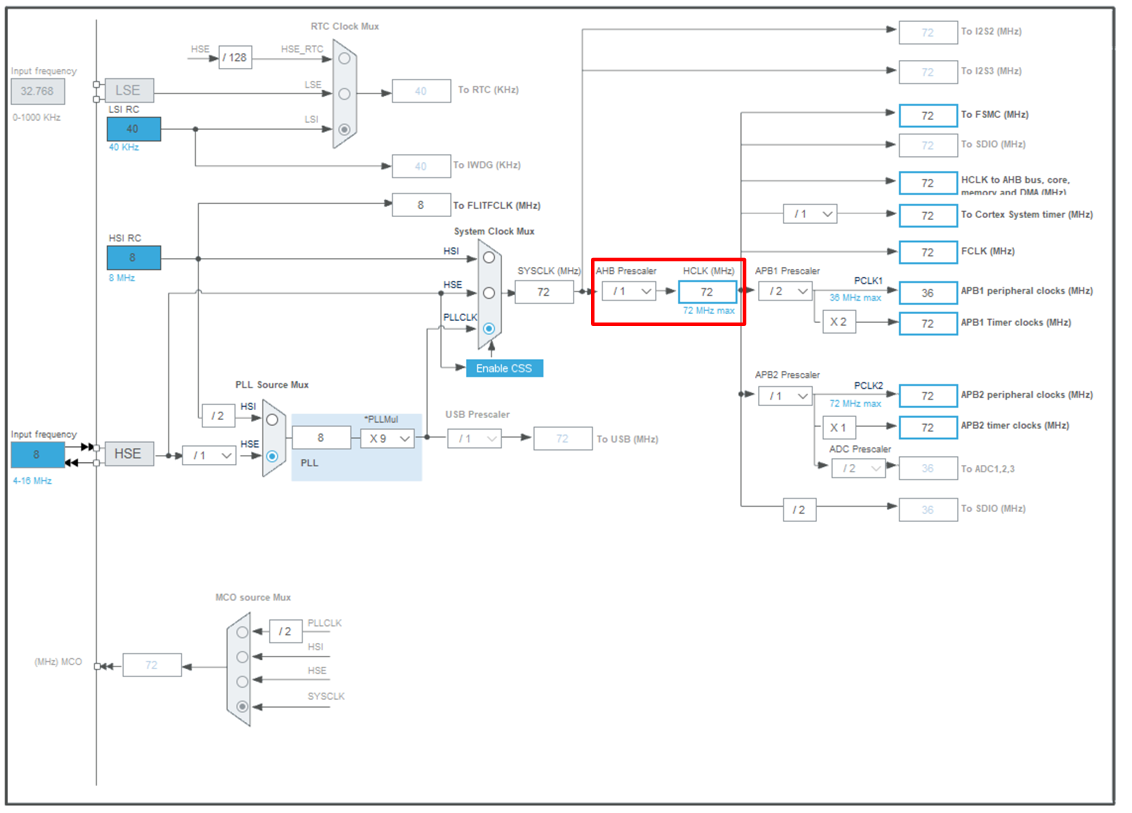 RTC Clock Mux
HSE
/ 128
HSE_RTC
72
To I2S2 (MHz)
Input frequency
32.768
0-1000 KHz
LSE
LSE
40
To RTC (KHz)
72
To I2S3 (MHz)
LSI RC
40
40 KHz
LSI
72
To FSMC (MHz)
72
To SDIO (MHz)
40
To IWDG (KHz)
72
HCLK to AHB bus, core,
memory and DMA (MHz)
8
To FLITFCLK (MHz)
/ 1
72
To Cortex System timer (MHz)
System Clock Mux
HSI RC
8
8 MHz
HSI
72
FCLK (MHz)
SYSCLK (MHz)
AHB Prescaler
HCLK (MHz)
APB1 Prescaler
HSE
72
/ 1
72
72 MHz max
/ 2
PCLK1
36 MHz max
36
APB1 peripheral clocks (MHz)
PLLCLK
X 2
72
APB1 Timer clocks (MHz)
Enable CSS
APB2 Prescaler
PLL Source Mux
/ 1
PCLK2
72 MHz max
72
APB2 peripheral clocks (MHz)
/ 2
HSI
*PLLMul
USB Prescaler
X 1
72
APB2 timer clocks (MHz)
Input frequency
8
4-16 MHz
HSE
/ 1
HSE
8
X 9
PLL
/ 1
72
To USB (MHz)
ADC Prescaler
/ 2
36
To ADC1,2,3
/ 2
36
To SDIO (MHz)
MCO source Mux
/ 2
PLLCLK
HSI
(MHz) MCO
72
HSE
SYSCLK